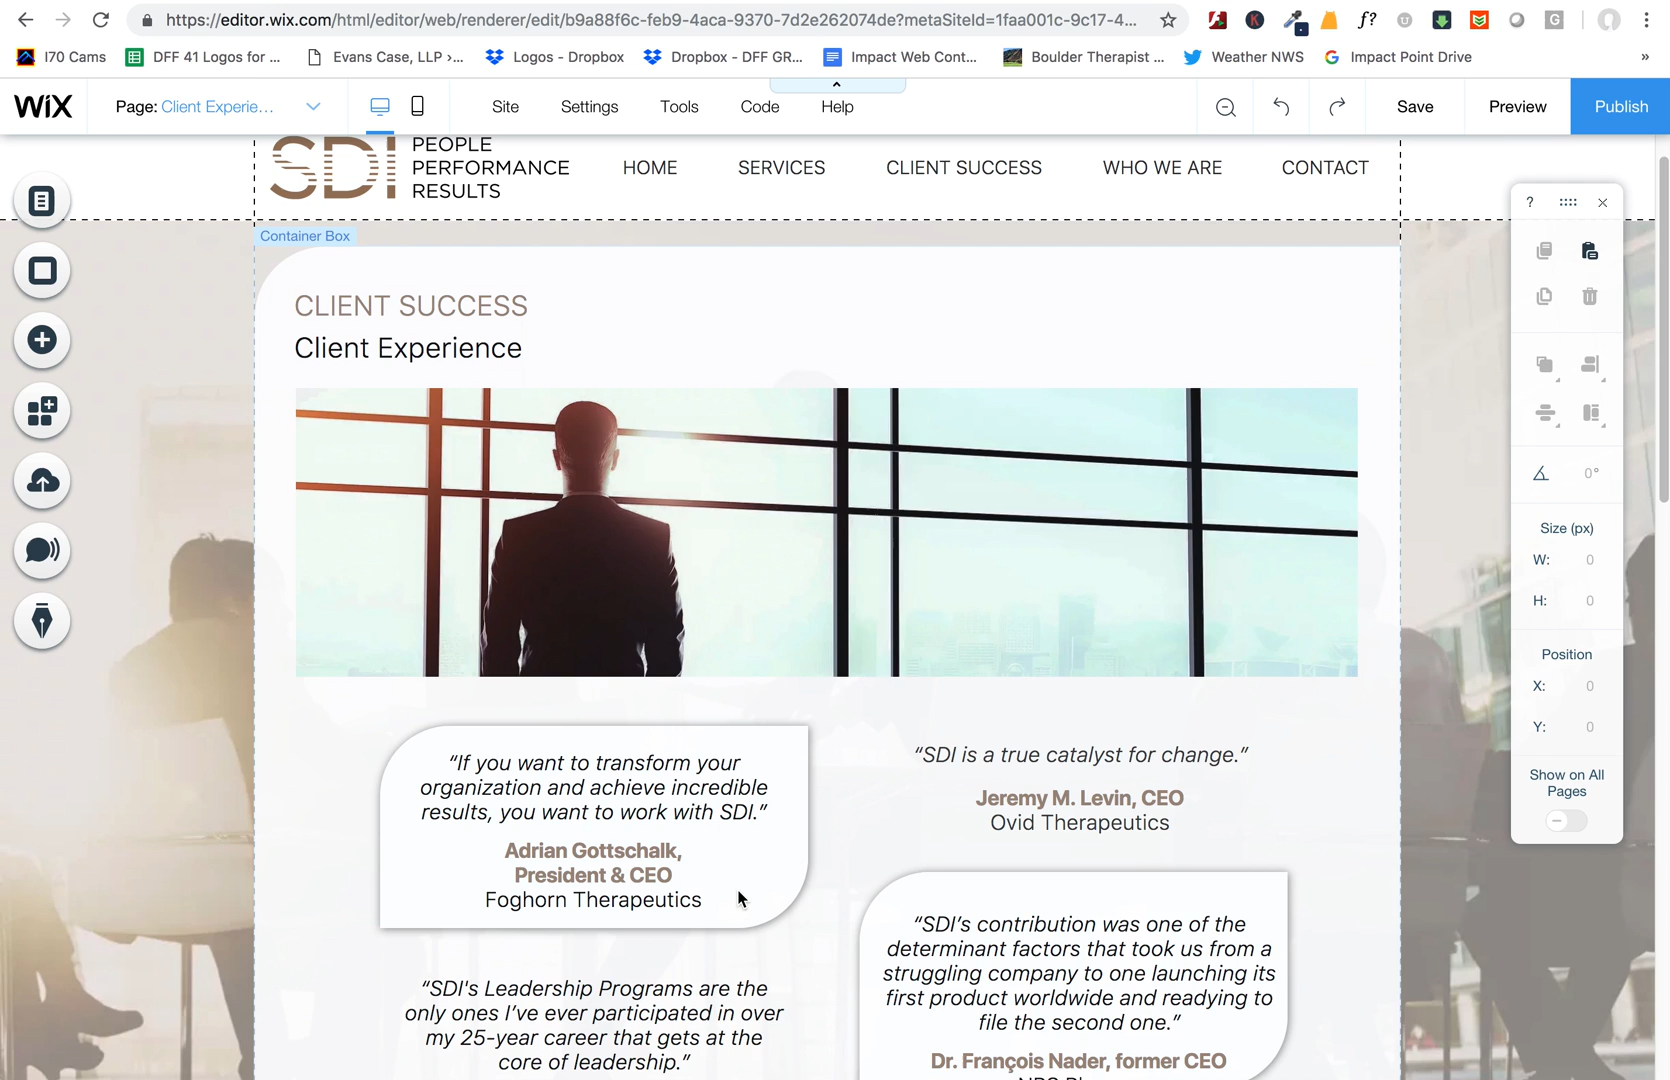 https://editor.wix.com/html/editor/web/renderer/edit/b9a88f6c-feb9-4aca-9370-7d2e262074de?metaSiteId=1faa001c-9c17-4...
I70 Cams
DFF 41 Logos for ...
Evans Case, LLP >...
Logos - Dropbox
Dropbox - DFF GR...
Impact Web Cont...
Boulder Therapist ...
Weather NWS
Impact Point Drive
»
WiX
Page: Client Experie...
Site
Settings
Tools
Code
Help
Save
Preview
Publish
SDI
PEOPLE
PERFORMANCE
RESULTS
HOME
SERVICES
CLIENT SUCCESS
WHO WE ARE
CONTACT
Container Box
CLIENT SUCCESS
Client Experience
“If you want to transform your
organization and achieve incredible
results, you want to work with SDI.”
Adrian Gottschalk,
President & CEO
Foghorn Therapeutics
“SDI is a true catalyst for change.”
Jeremy M. Levin, CEO
Ovid Therapeutics
“SDI's Leadership Programs are the
only ones I’ve ever participated in over
my 25-year career that gets at the
core of leadership.”
“SDI’s contribution was one of the
determinant factors that took us from a
struggling company to one launching its
first product worldwide and readying to
file the second one.”
Dr. François Nader, former CEO
?
0°
Size (px)
W: 0
H: 0
Position
X: 0
Y: 0
Show on All
Pages